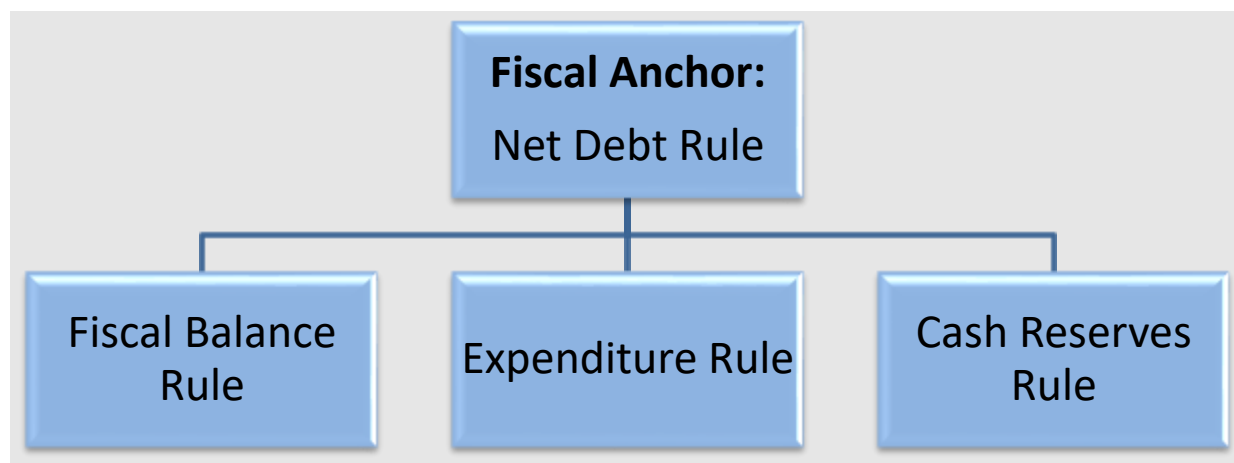 Fiscal Anchor:
Net Debt Rule
Fiscal Balance
Rule
Expenditure Rule
Cash Reserves
Rule